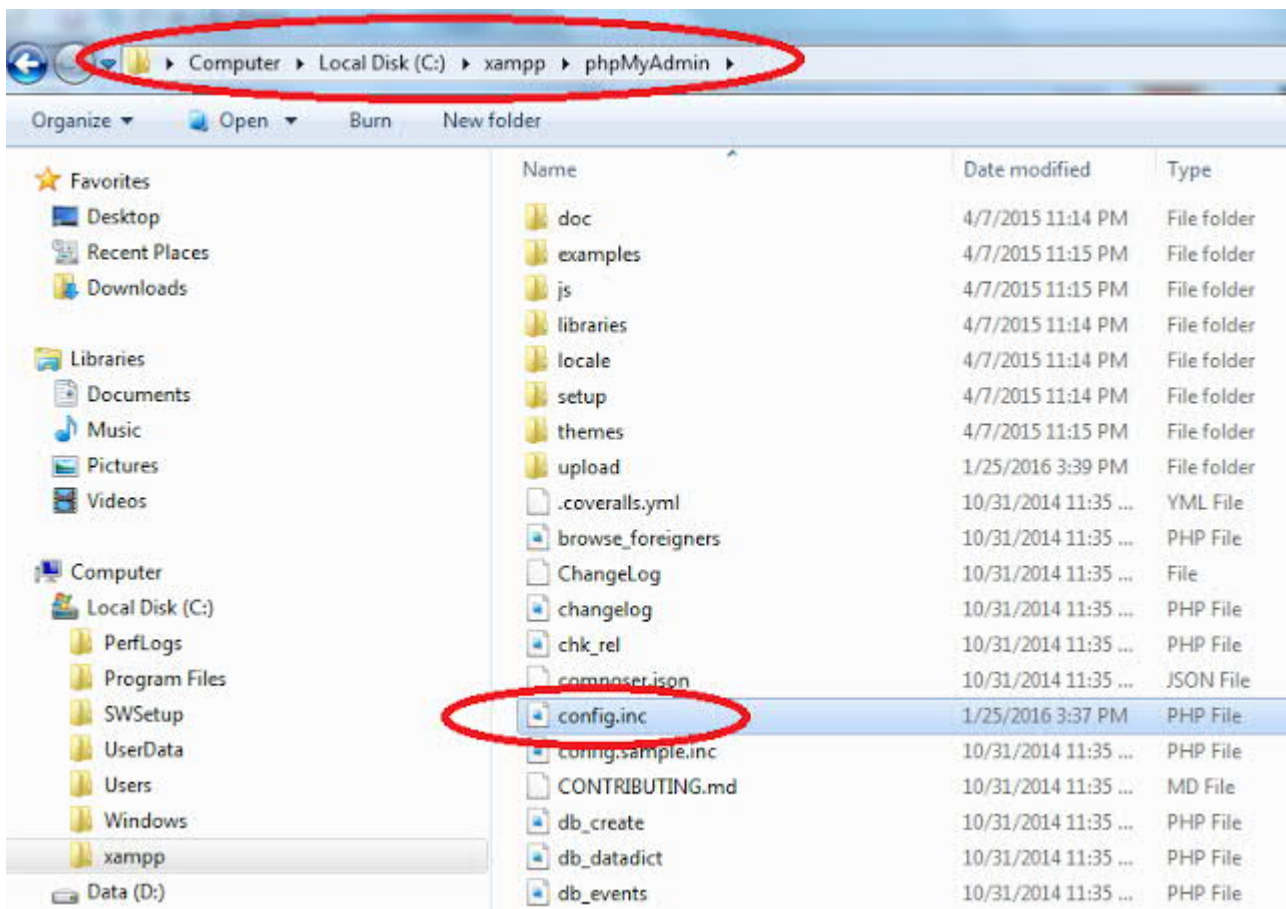 Computer Local Disk (C:) xampp phpMyAdmin
Organize Open Burn New folder
Favorites
Desktop
Recent Places
Downloads
Libraries
Documents
Music
Pictures
Videos
Computer
Local Disk (C:)
PerfLogs
Program Files
SWSetup
UserData
Users
Windows
xampp
Data (D:)
Name Date modified Type
doc 4/7/2015 11:14 PM File folder
examples 4/7/2015 11:15 PM File folder
js 4/7/2015 11:15 PM File folder
libraries 4/7/2015 11:14 PM File folder
locale 4/7/2015 11:14 PM File folder
setup 4/7/2015 11:14 PM File folder
themes 4/7/2015 11:15 PM File folder
upload 1/25/2016 3:39 PM File folder
.coveralls.yml 10/31/2014 11:35 ... YML File
browse_foreigners 10/31/2014 11:35 ... PHP File
ChangeLog 10/31/2014 11:35 ... File
changelog 10/31/2014 11:35 ... PHP File
chk_rel 10/31/2014 11:35 ... PHP File
composer.json 10/31/2014 11:35 ... JSON File
config.inc 1/25/2016 3:37 PM PHP File
config.sample.inc 10/31/2014 11:35 ... PHP File
CONTRIBUTING.md 10/31/2014 11:35 ... MD File
db_create 10/31/2014 11:35 ... PHP File
db_datadict 10/31/2014 11:35 ... PHP File
db_events 10/31/2014 11:35 ... PHP File